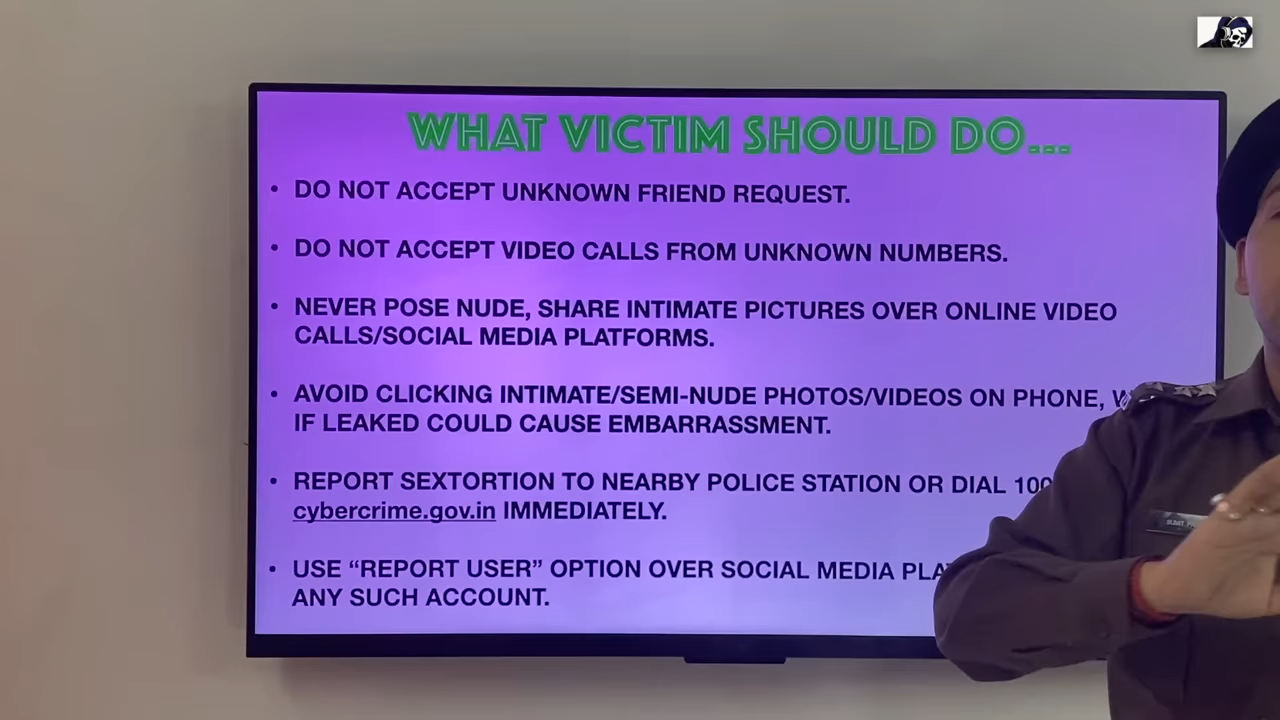 WHAT VICTIM SHOULD DO...
• DO NOT ACCEPT UNKNOWN FRIEND REQUEST.
• DO NOT ACCEPT VIDEO CALLS FROM UNKNOWN NUMBERS.
• NEVER POSE NUDE, SHARE INTIMATE PICTURES OVER ONLINE VIDEO
CALLS/SOCIAL MEDIA PLATFORMS.
• AVOID CLICKING INTIMATE/SEMI-NUDE PHOTOS/VIDEOS ON PHONE,
IF LEAKED COULD CAUSE EMBARRASSMENT.
• REPORT SEXTORTION TO NEARBY POLICE STATION OR DIAL 100
cybercrime.gov.in IMMEDIATELY.
• USE “REPORT USER” OPTION OVER SOCIAL MEDIA
ANY SUCH ACCOUNT.